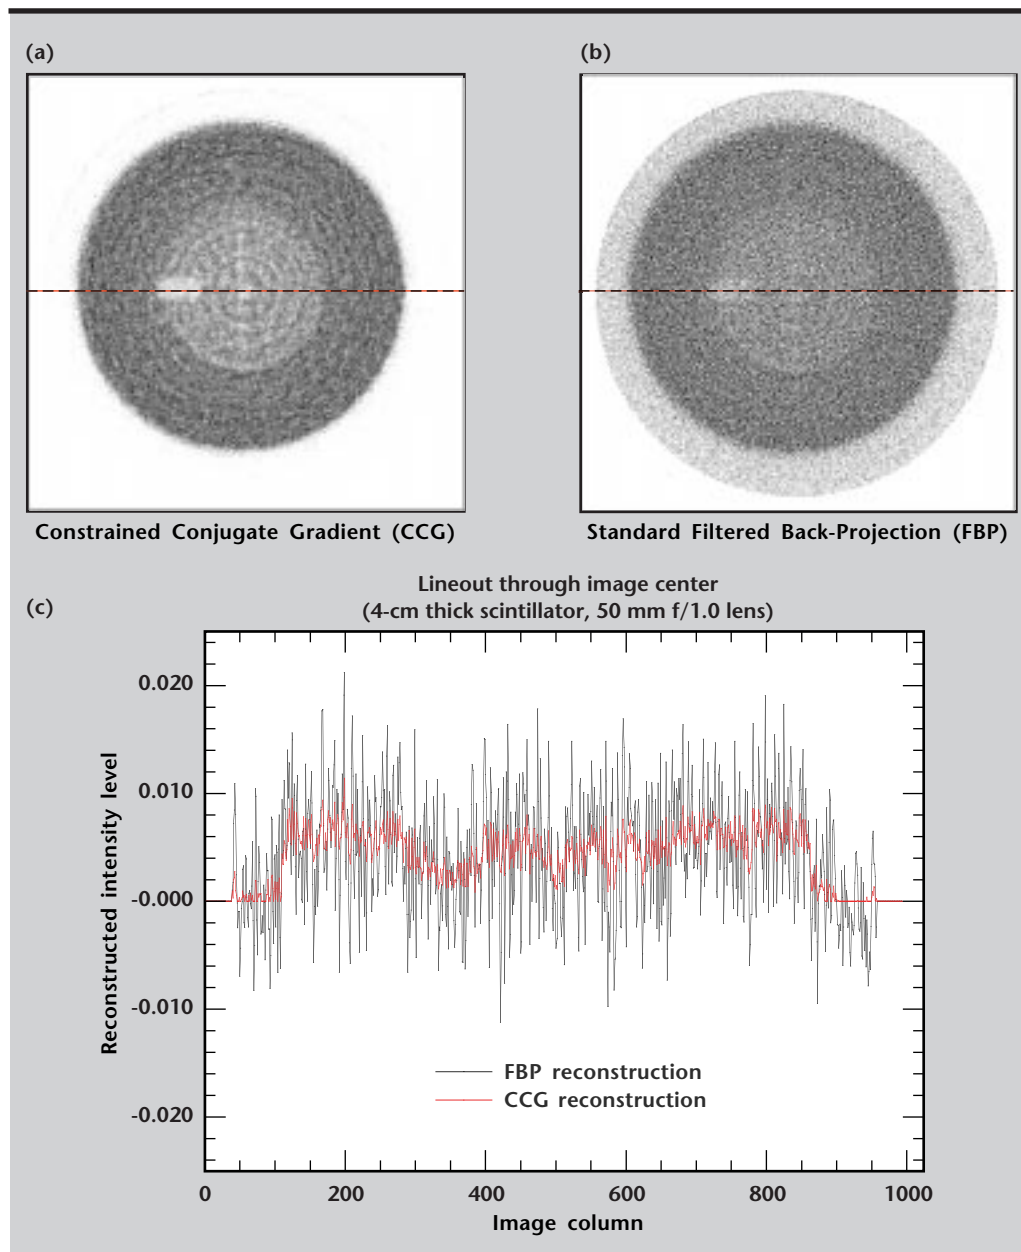 (a)
(b)
Constrained Conjugate Gradient (CCG)
Standard Filtered Back-Projection (FBP)
Lineout through image center
(4-cm thick scintillator, 50 mm f/1.0 lens)
(c)
0.020
0.010
-0.000
-0.010
-0.020
Reconstructed intensity level
FBP reconstruction
CCG reconstruction
0 200 400 600 800 1000
Image column